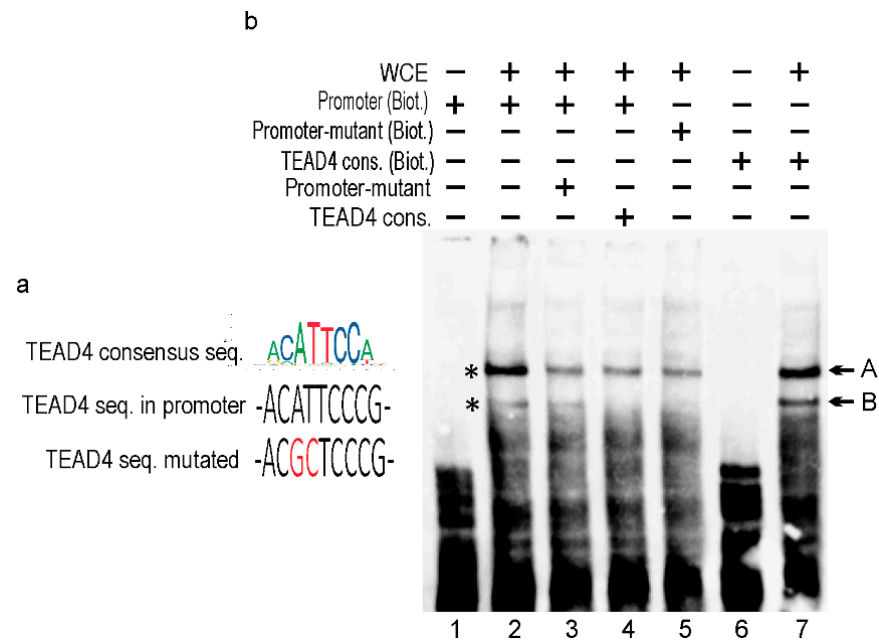 b
WCE – + + + + – +
Promoter (Biot.) + + + + – – –
Promoter-mutant (Biot.) – – – – + – –
TEAD4 cons. (Biot.) – – – – – + +
Promoter-mutant – – + – – – –
TEAD4 cons. – – – + – – –
a
TEAD4 consensus seq. ACATTCCA
* A
TEAD4 seq. in promoter -ACATTCCCG-
* B
TEAD4 seq. mutated -ACGCTCCCG-
1 2 3 4 5 6 7